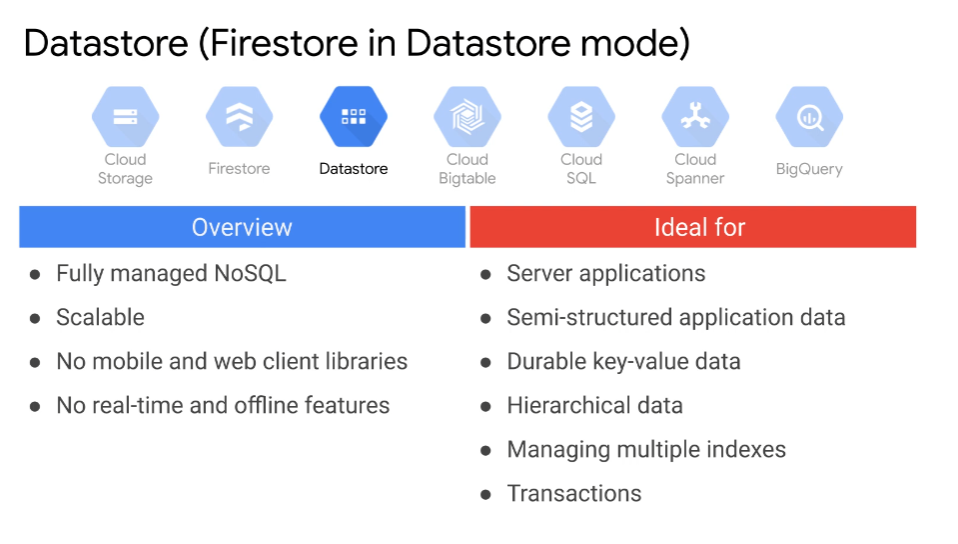 Datastore (Firestore in Datastore mode)
Cloud
Storage
Firestore
Datastore
Cloud
Bigtable
Cloud
SQL
Cloud
Spanner
BigQuery
Overview
● Fully managed NoSQL
● Scalable
● No mobile and web client libraries
● No real-time and offline features
Ideal for
● Server applications
● Semi-structured application data
● Durable key-value data
● Hierarchical data
● Managing multiple indexes
● Transactions